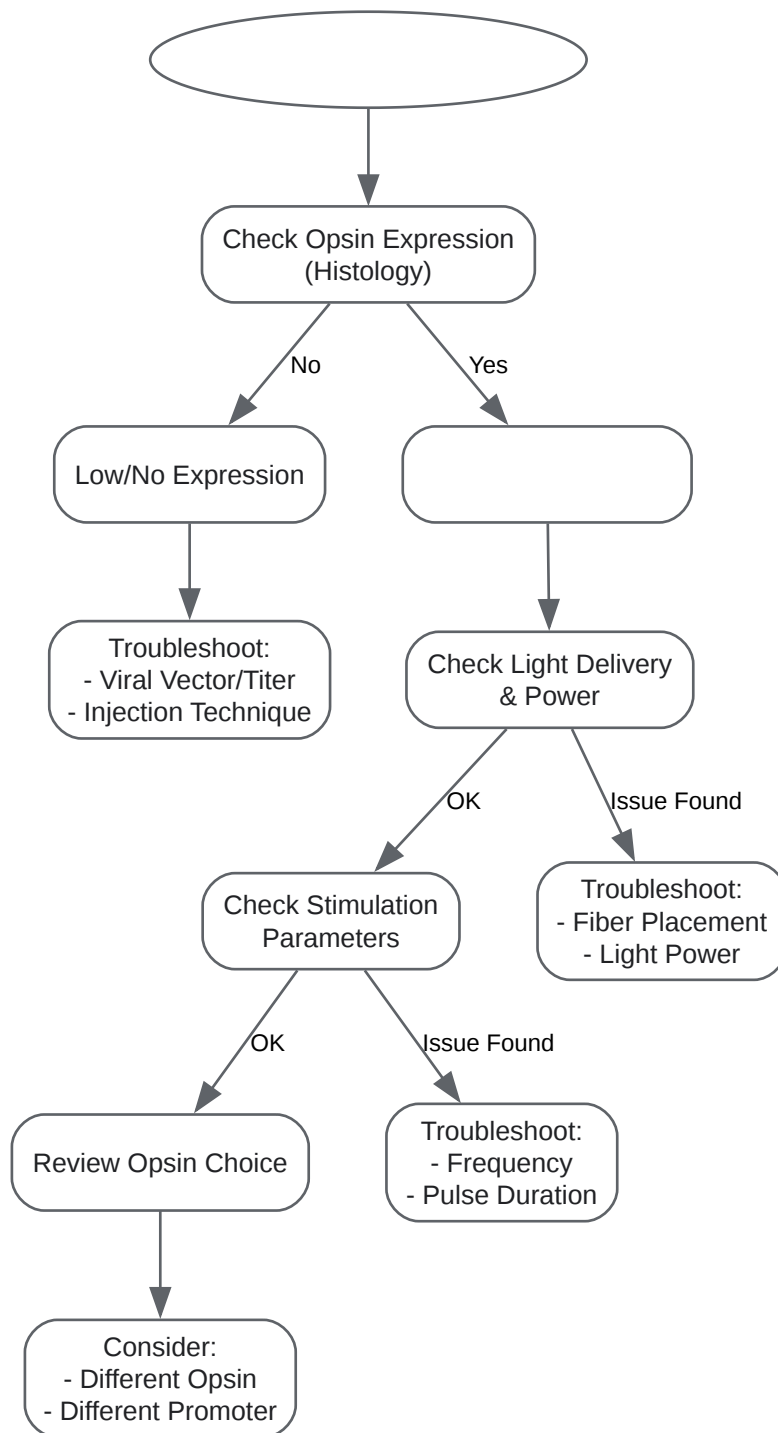 Check Opsin Expression
(Histology)
No
Yes
Low/No Expression
Troubleshoot:
- Viral Vector/Titer
- Injection Technique
Check Light Delivery
& Power
OK
Issue Found
Check Stimulation
Parameters
Troubleshoot:
- Fiber Placement
- Light Power
OK
Issue Found
Review Opsin Choice
Troubleshoot:
- Frequency
- Pulse Duration
Consider:
- Different Opsin
- Different Promoter